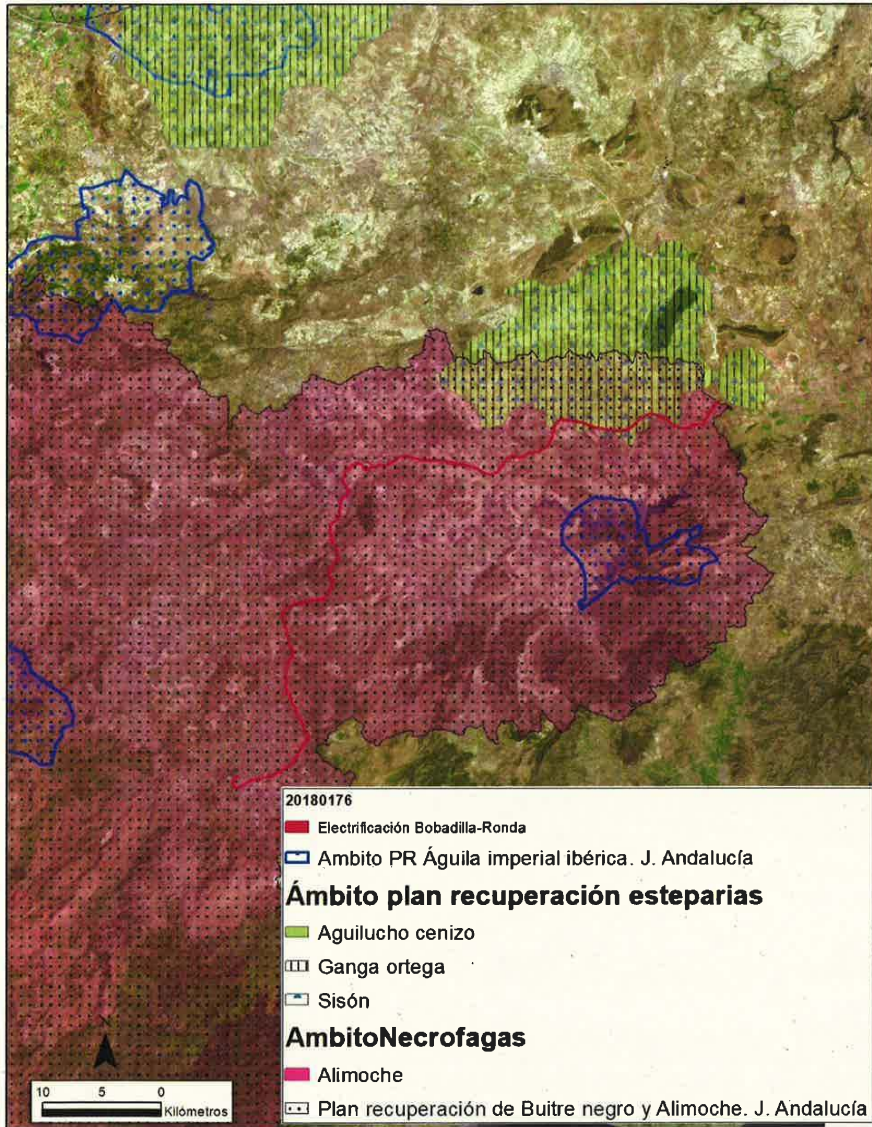 20180176
Electrificación Bobadilla-Ronda
Ambito PR Águila imperial ibérica. J. Andalucía
Ámbito plan recuperación esteparias
Aguilucho cenizo
Ganga ortega
Sisón
AmbitoNecrofagas
Alimoche
Plan recuperación de Buitre negro y Alimoche. J. Andalucía
N
10 5 0
Kilómetros